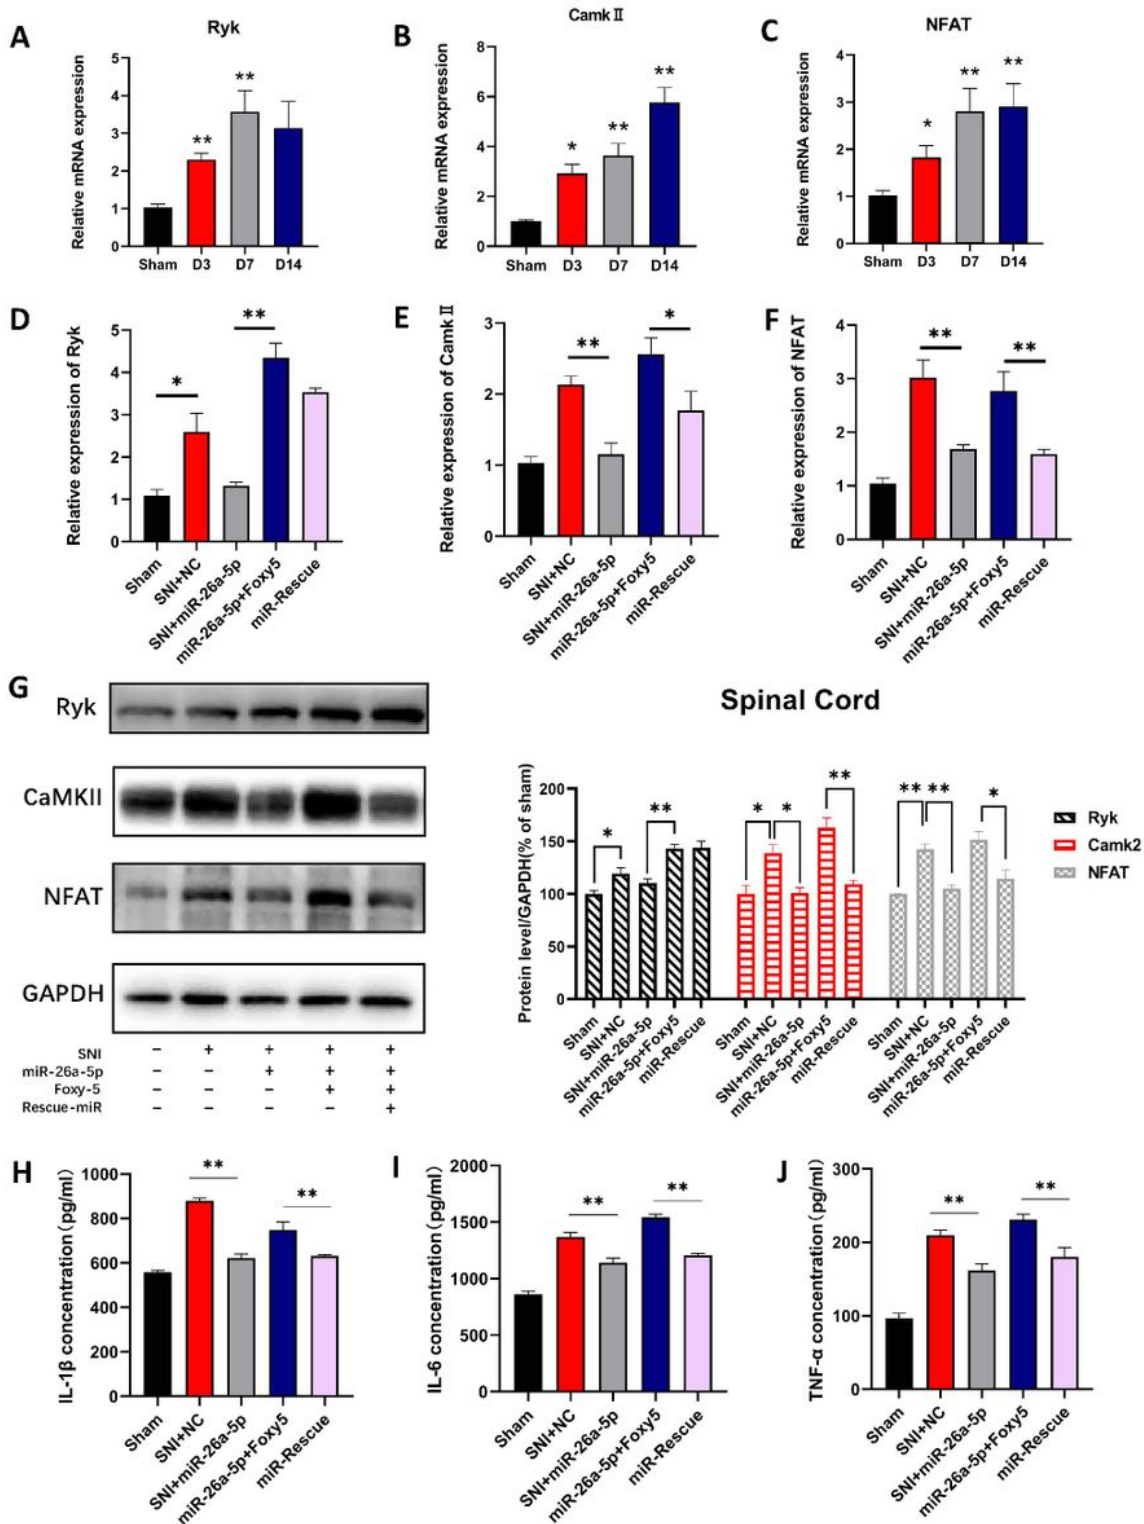 A
Ryk
Relative mRNA expression
5
4
3
2
1
0
**
**
Sham D3 D7 D14
B
Camk Ⅱ
Relative mRNA expression
8
6
4
2
0
*
**
**
Sham D3 D7 D14
C
NFAT
Relative mRNA expression
4
3
2
1
0
*
**
**
Sham D3 D7 D14
D
Relative expression of Ryk
5
4
3
2
1
0
*
**
Sham
SNI+NC
SNI+miR-26a-5p
miR-26a-5p+Foxy5
miR-Rescue
E
Relative expression of Camk Ⅱ
3
2
1
0
**
*
Sham
SNI+NC
SNI+miR-26a-5p
miR-26a-5p+Foxy5
miR-Rescue
F
Relative expression of NFAT
4
3
2
1
0
**
**
Sham
SNI+NC
SNI+miR-26a-5p
miR-26a-5p+Foxy5
miR-Rescue
G
Ryk
CaMKII
NFAT
GAPDH
SNI − + + + +
miR-26a-5p − − + + +
Foxy-5 − − − + +
Rescue-miR − − − − +
Spinal Cord
Protein level/GAPDH(% of sham)
200
150
100
50
0
* **
* * **
** ** *
Ryk
Camk2
NFAT
Sham
SNI+NC
SNI+miR-26a-5p
miR-26a-5p+Foxy5
miR-Rescue
Sham
SNI+NC
SNI+miR-26a-5p
miR-26a-5p+Foxy5
miR-Rescue
Sham
SNI+NC
SNI+miR-26a-5p
miR-26a-5p+Foxy5
miR-Rescue
H
IL-1β concentration(pg/ml)
1000
800
600
400
200
0
**
**
Sham
SNI+NC
SNI+miR-26a-5p
miR-26a-5p+Foxy5
miR-Rescue
I
IL-6 concentration(pg/ml)
2000
1500
1000
500
0
**
**
Sham
SNI+NC
SNI+miR-26a-5p
miR-26a-5p+Foxy5
miR-Rescue
J
TNF-α concentration(pg/ml)
300
200
100
0
**
**
Sham
SNI+NC
SNI+miR-26a-5p
miR-26a-5p+Foxy5
miR-Rescue